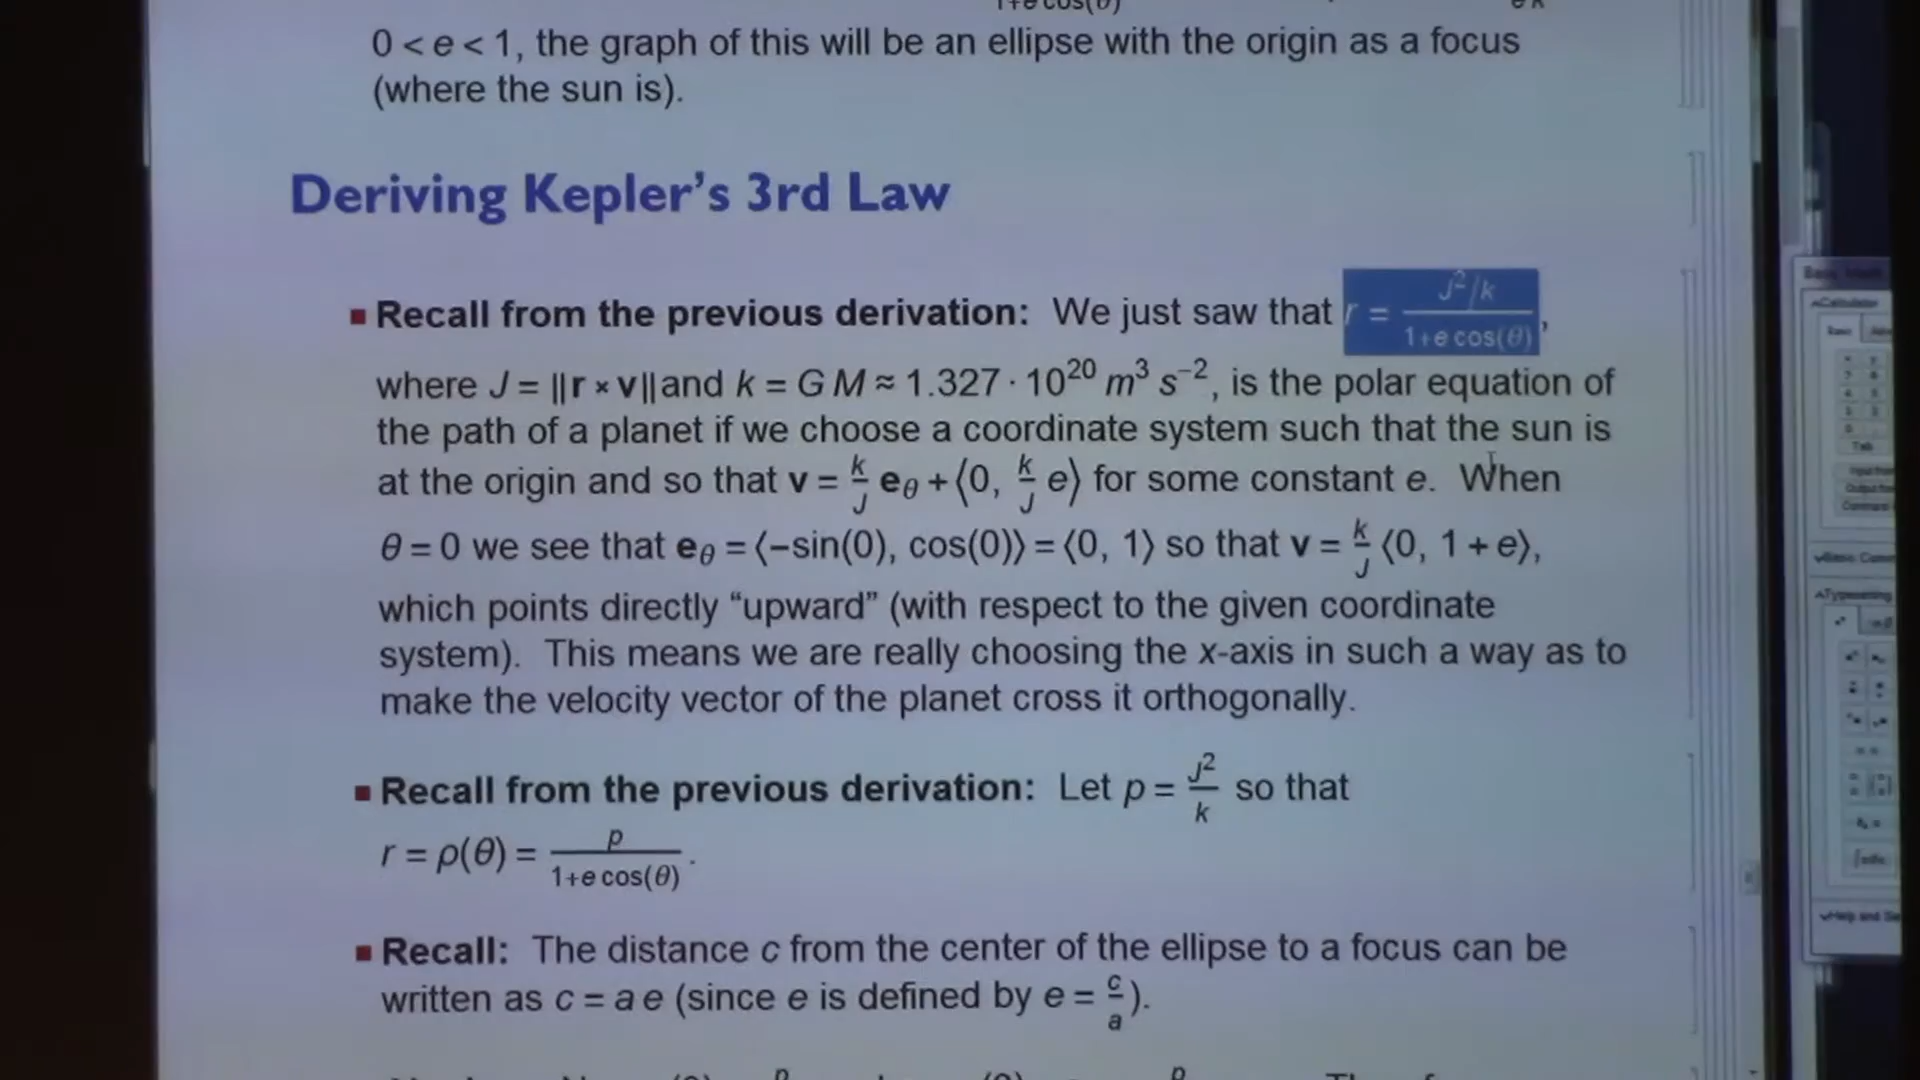 1+e cos(θ)
0 < e < 1, the graph of this will be an ellipse with the origin as a focus
(where the sun is).
Deriving Kepler's 3rd Law
▪ Recall from the previous derivation: We just saw that r = J²/k / 1+e cos(θ),
where J = ||r × v|| and k = G M ≈ 1.327 · 10²⁰ m³ s⁻², is the polar equation of
the path of a planet if we choose a coordinate system such that the sun is
at the origin and so that v = k/J e_θ + ⟨0, k/J e⟩ for some constant e. When
θ = 0 we see that e_θ = ⟨−sin(0), cos(0)⟩ = ⟨0, 1⟩ so that v = k/J ⟨0, 1 + e⟩,
which points directly “upward” (with respect to the given coordinate
system). This means we are really choosing the x-axis in such a way as to
make the velocity vector of the planet cross it orthogonally.
▪ Recall from the previous derivation: Let p = J²/k so that
r = ρ(θ) = p / 1+e cos(θ).
▪ Recall: The distance c from the center of the ellipse to a focus can be
written as c = a e (since e is defined by e = c/a).